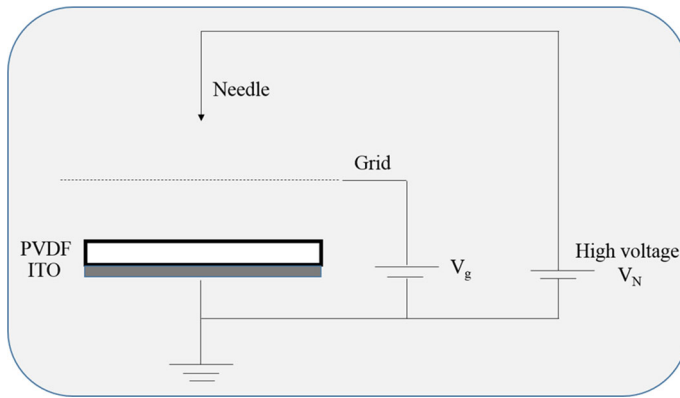 Needle
Grid
PVDF
ITO
V_g
High voltage
V_N